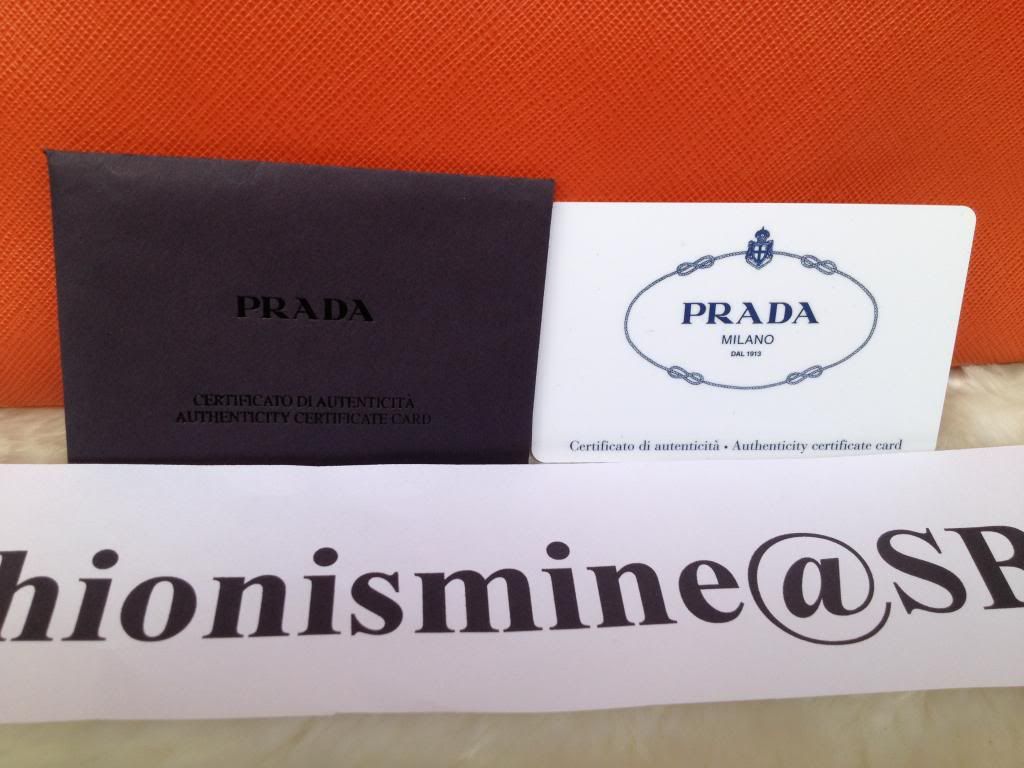 PRADA
CERTIFICATO DI AUTENTICITÀ
AUTHENTICITY CERTIFICATE CARD
PRADA
MILANO
DAL 1913
Certificato di autenticità • Authenticity certificate card
hionismine@SB